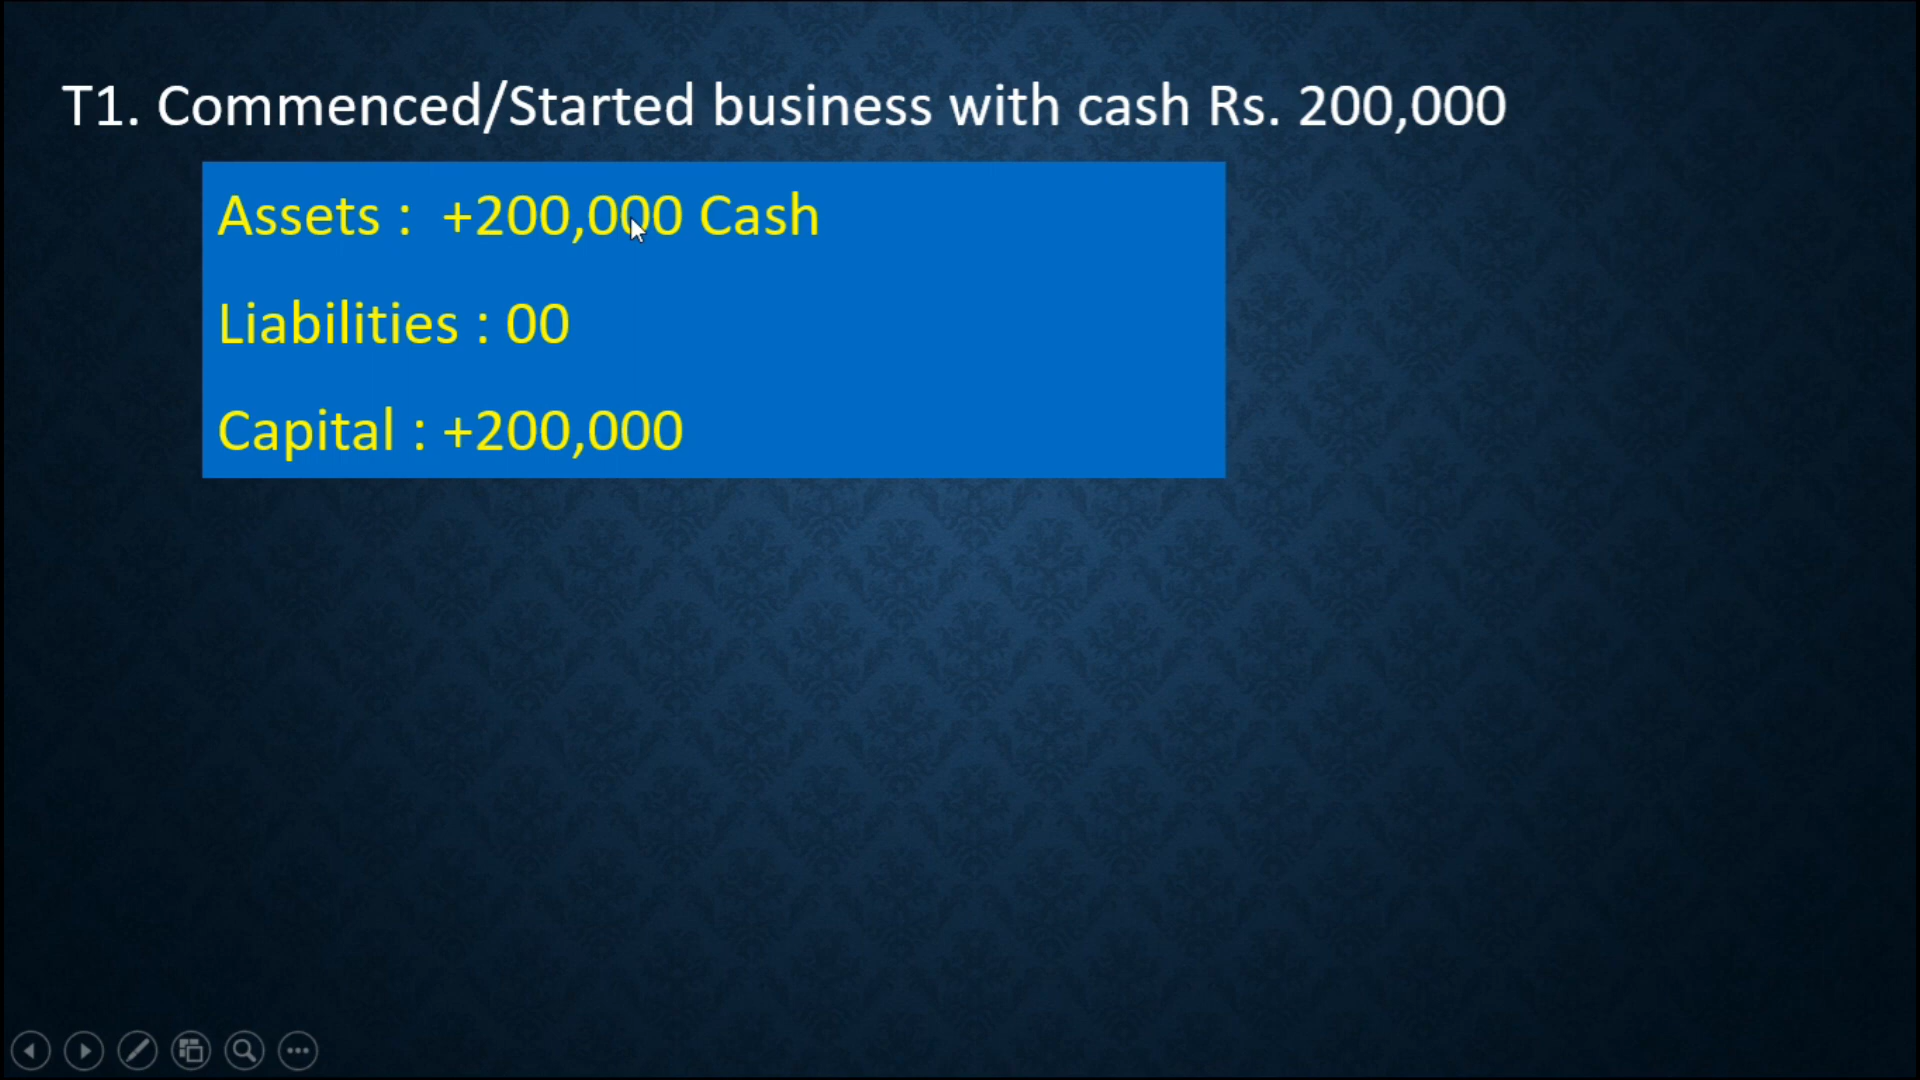 T1. Commenced/Started business with cash Rs. 200,000
Assets :  +200,000 Cash
Liabilities : 00
Capital : +200,000